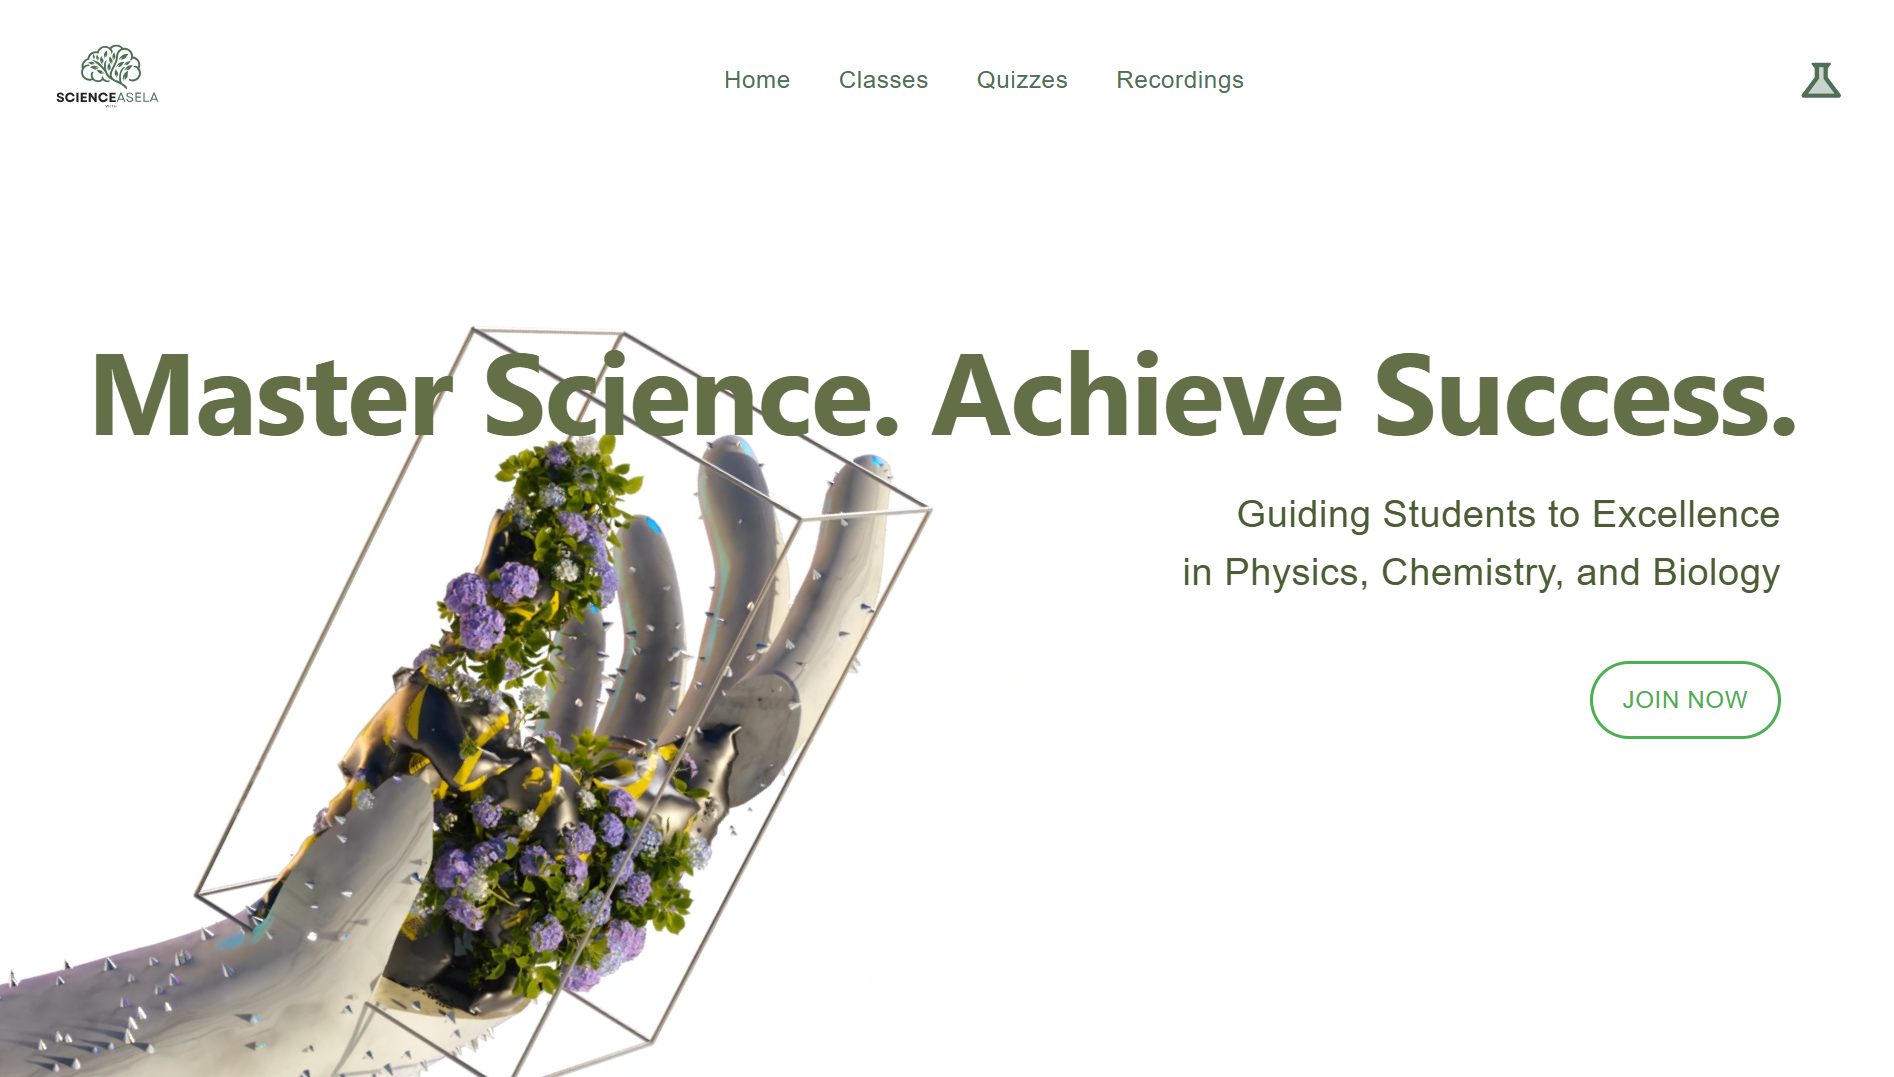 SCIENCEASELA
WITH
Home
Classes
Quizzes
Recordings
Master Science. Achieve Success.
Guiding Students to Excellence
in Physics, Chemistry, and Biology
JOIN NOW